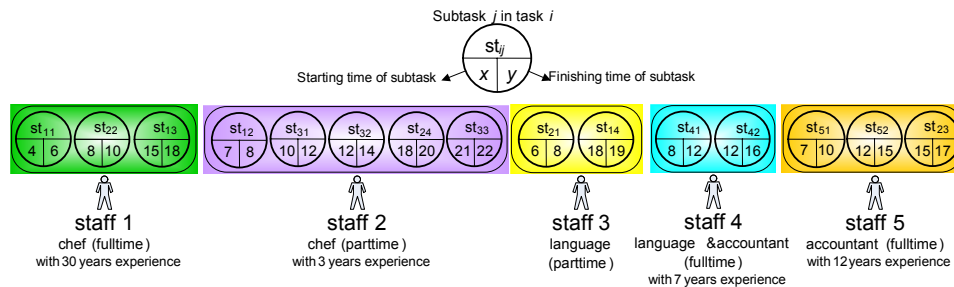 Subtask j in task i
st_ij
x y
Starting time of subtask
Finishing time of subtask
st11 st22 st13
4 6 8 10 15 18
st12 st31 st32 st24 st33
7 8 10 12 12 14 18 20 21 22
st21 st14
6 8 18 19
st41 st42
8 12 12 16
st51 st52 st23
7 10 12 15 15 17
staff 1
chef (fulltime)
with 30 years experience
staff 2
chef (parttime)
with 3 years experience
staff 3
language
(parttime)
staff 4
language &accountant
(fulltime)
with 7 years experience
staff 5
accountant (fulltime)
with 12 years experience